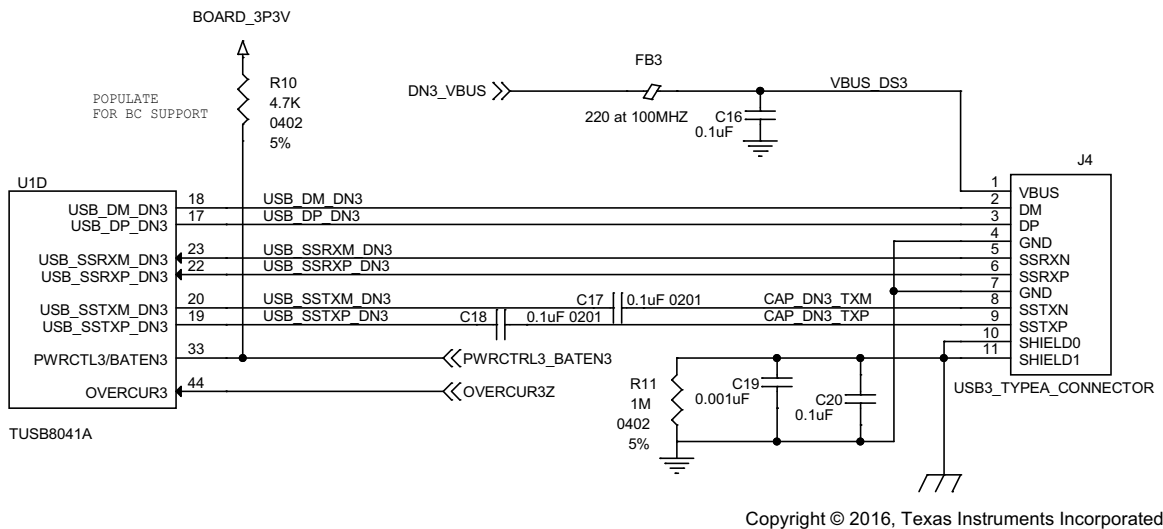 BOARD_3P3V
R10
4.7K
0402
5%
POPULATE
FOR BC SUPPORT
FB3
DN3_VBUS
220 at 100MHZ
VBUS_DS3
C16
0.1uF
J4
U1D
USB_DM_DN3
18
USB_DM_DN3
USB_DP_DN3
17
USB_DP_DN3
USB_SSRXM_DN3
23
USB_SSRXM_DN3
USB_SSRXP_DN3
22
USB_SSRXP_DN3
USB_SSTXM_DN3
20
USB_SSTXM_DN3
USB_SSTXP_DN3
19
USB_SSTXP_DN3
PWRCTL3/BATEN3
33
PWRCTRL3_BATEN3
OVERCUR3
44
OVERCUR3Z
TUSB8041A
C17
0.1uF 0201
CAP_DN3_TXM
C18
0.1uF 0201
CAP_DN3_TXP
1
VBUS
2
DM
3
DP
4
GND
5
SSRXN
6
SSRXP
7
GND
8
SSTXN
9
SSTXP
10
SHIELD0
11
SHIELD1
USB3_TYPEA_CONNECTOR
R11
1M
0402
5%
C19
0.001uF
C20
0.1uF
Copyright © 2016, Texas Instruments Incorporated